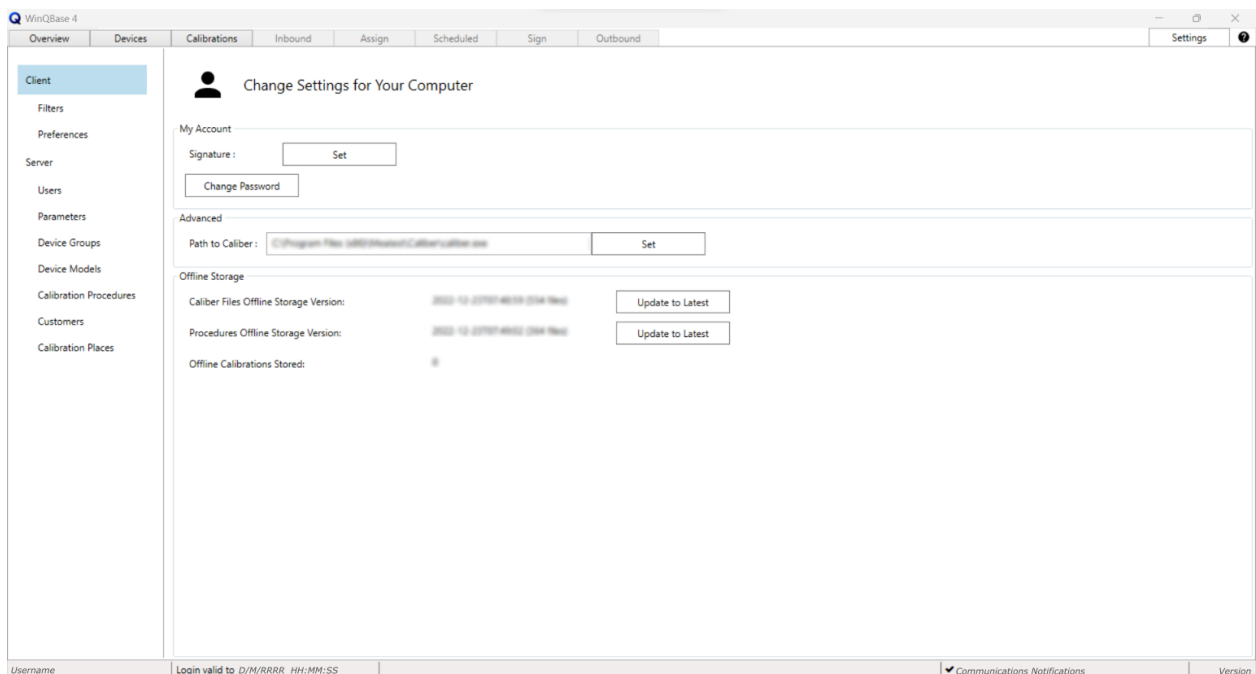 WinQBase 4
Overview Devices Calibrations Inbound Assign Scheduled Sign Outbound Settings ?
Client
Filters
Preferences
Server
Users
Parameters
Device Groups
Device Models
Calibration Procedures
Customers
Calibration Places
Change Settings for Your Computer
My Account
Signature : Set
Change Password
Advanced
Path to Caliber : Set
Offline Storage
Caliber Files Offline Storage Version: Update to Latest
Procedures Offline Storage Version: Update to Latest
Offline Calibrations Stored:
Username Login valid to D/M/RRRR HH:MM:SS Communications Notifications Version